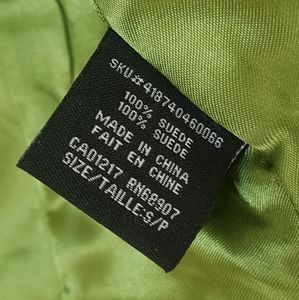 SKU#418740460066
100% SUEDE
100% SUEDE
MADE IN CHINA
FAIT EN CHINE
CA01217 RN68907
SIZE/TAILLE-S/P